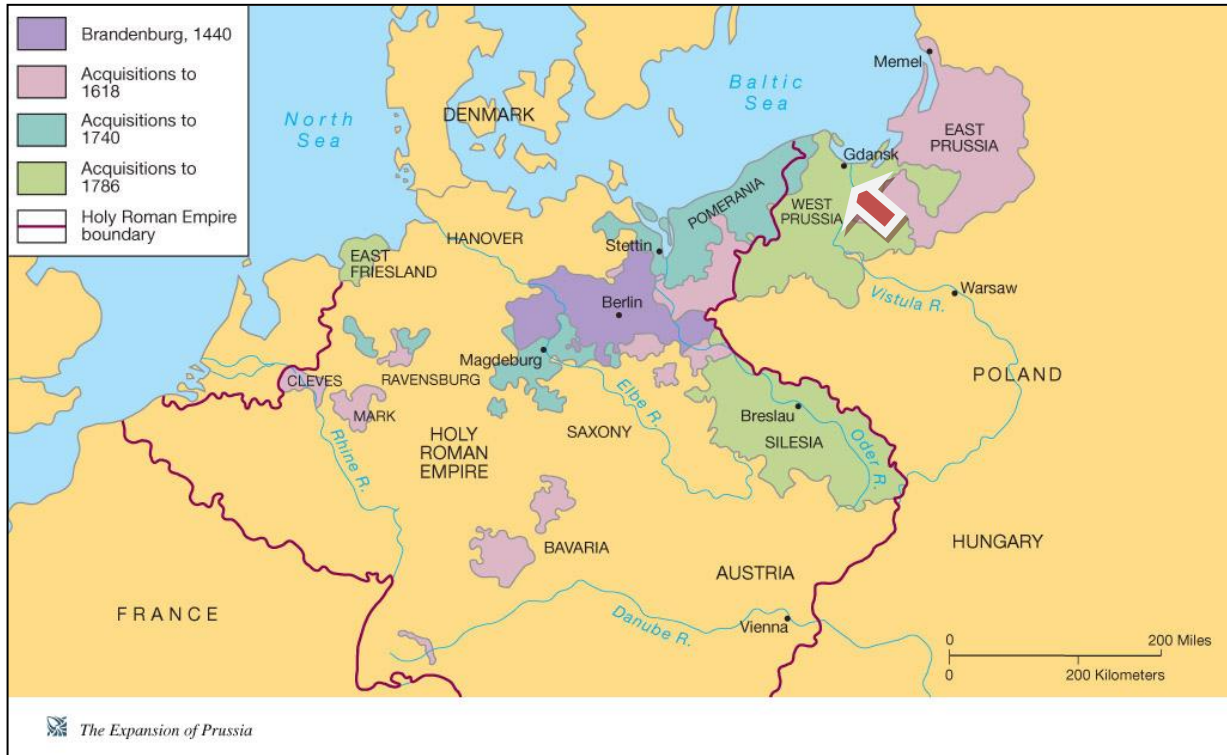 Brandenburg, 1440
Acquisitions to
1618
Acquisitions to
1740
Acquisitions to
1786
Holy Roman Empire
boundary
North
Sea
DENMARK
Baltic
Sea
Memel
EAST
PRUSSIA
Gdansk
WEST
PRUSSIA
POMERANIA
HANOVER
Stettin
EAST
FRIESLAND
Berlin
Vistula R.
Warsaw
Magdeburg
CLEVES
RAVENSBURG
MARK
POLAND
Elbe R.
Breslau
SILESIA
Oder R.
Rhine R.
HOLY
ROMAN
EMPIRE
SAXONY
BAVARIA
HUNGARY
AUSTRIA
FRANCE
Danube R.
Vienna
0
200 Miles
0
200 Kilometers
The Expansion of Prussia